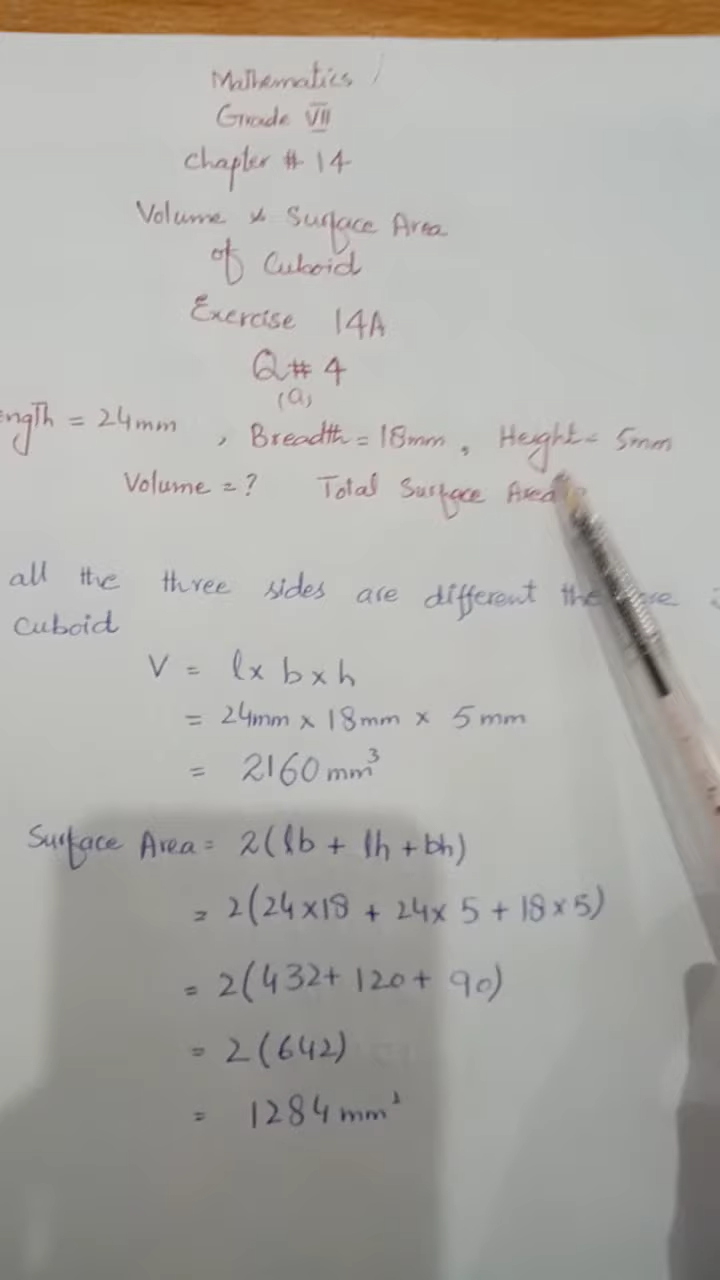 Mathematics
Grade VII
Chapter # 14
Volume & Surface Area
of Cuboid
Exercise 14A
Q# 4
(a)
ength = 24mm , Breadth = 18mm , Height = 5mm
Volume = ? Total Surface Area
all the three sides are different the
Cuboid
V = l x b x h
= 24mm x 18mm x 5mm
= 2160 mm³
Surface Area = 2(lb + lh + bh)
= 2(24x18 + 24x 5 + 18x5)
= 2(432+ 120+ 90)
= 2(642)
= 1284 mm²